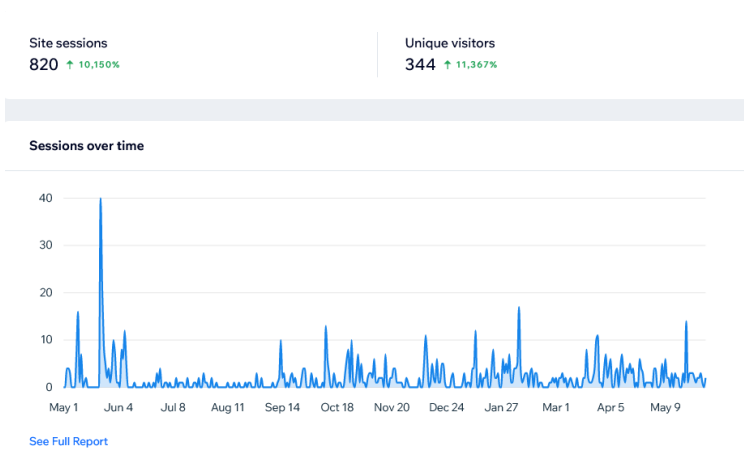 Site sessions
820 ↑ 10,150%
Unique visitors
344 ↑ 11,367%
Sessions over time
40
30
20
10
0
May 1 Jun 4 Jul 8 Aug 11 Sep 14 Oct 18 Nov 20 Dec 24 Jan 27 Mar 1 Apr 5 May 9
See Full Report